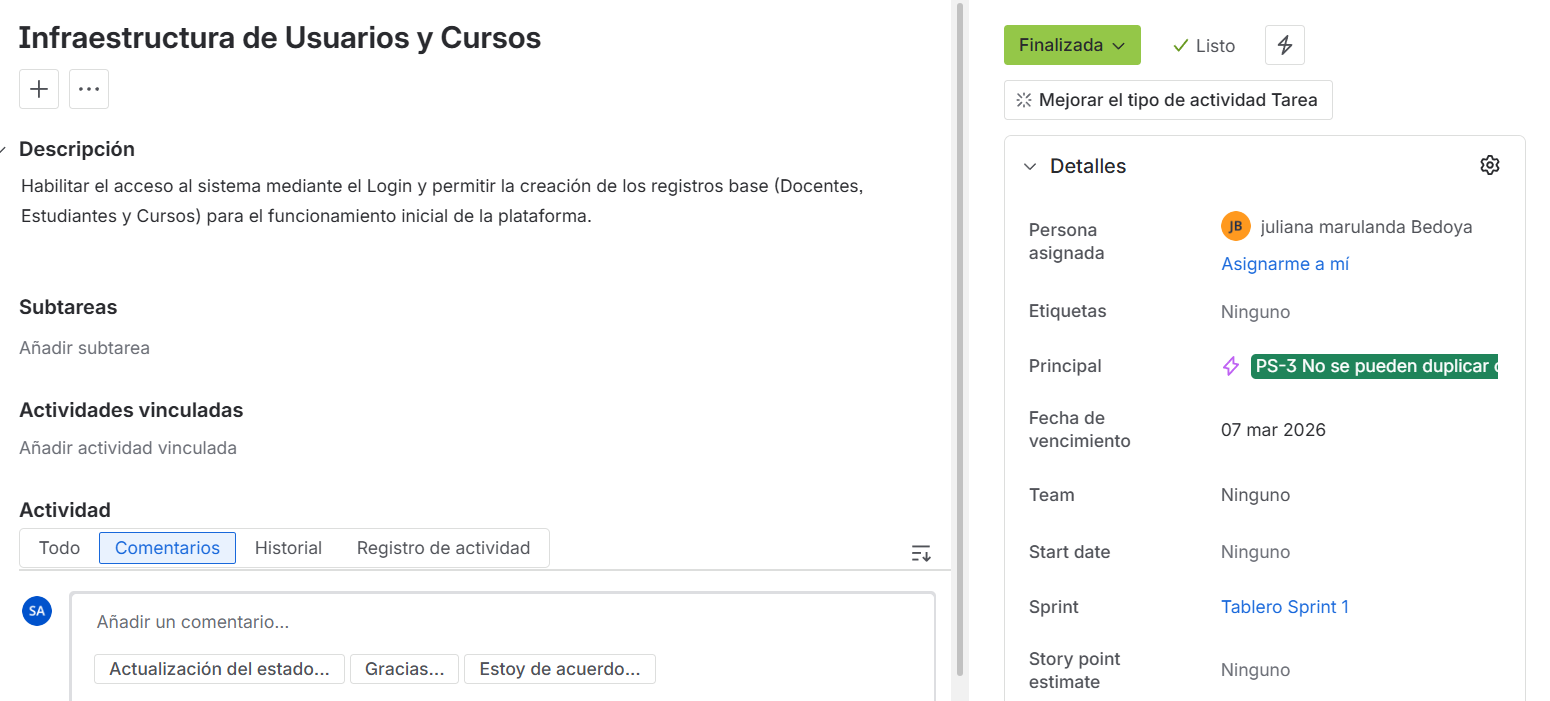 Infraestructura de Usuarios y Cursos
Descripción
Habilitar el acceso al sistema mediante el Login y permitir la creación de los registros base (Docentes,
Estudiantes y Cursos) para el funcionamiento inicial de la plataforma.
Subtareas
Añadir subtarea
Actividades vinculadas
Añadir actividad vinculada
Actividad
Todo
Comentarios
Historial
Registro de actividad
SA
Añadir un comentario...
Actualización del estado...
Gracias...
Estoy de acuerdo...
Finalizada
Listo
Mejorar el tipo de actividad Tarea
Detalles
Persona
asignada
JB
juliana marulanda Bedoya
Asignarme a mí
Etiquetas
Ninguno
Principal
PS-3 No se pueden duplicar
Fecha de
vencimiento
07 mar 2026
Team
Ninguno
Start date
Ninguno
Sprint
Tablero Sprint 1
Story point
estimate
Ninguno